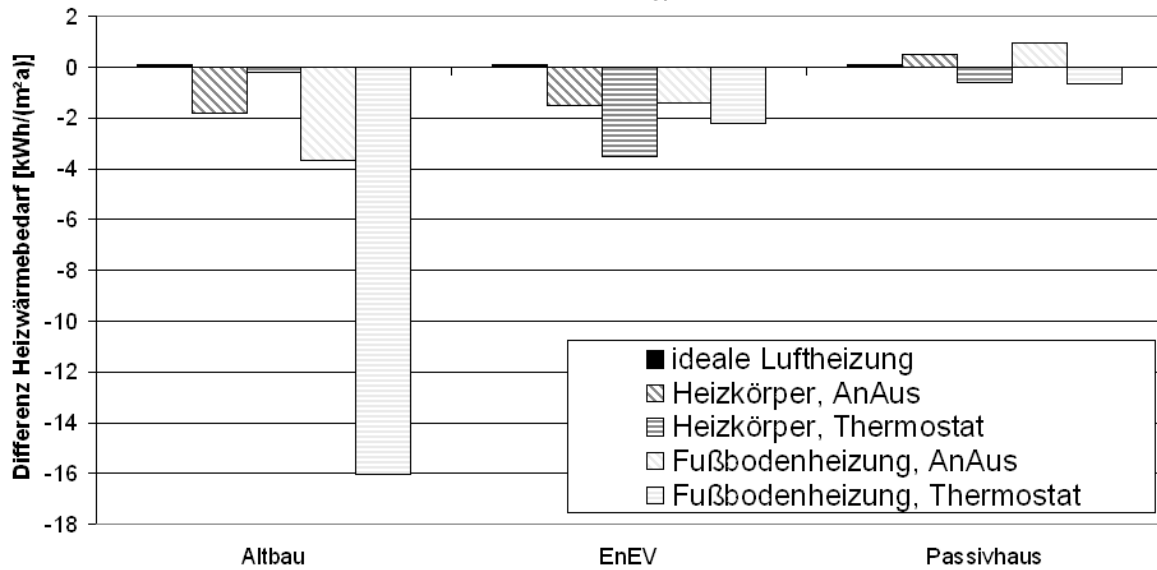 Differenz Heizwärmebedarf [kWh/(m²a)]
2
0
-2
-4
-6
-8
-10
-12
-14
-16
-18
ideale Luftheizung
Heizkörper, AnAus
Heizkörper, Thermostat
Fußbodenheizung, AnAus
Fußbodenheizung, Thermostat
Altbau
EnEV
Passivhaus